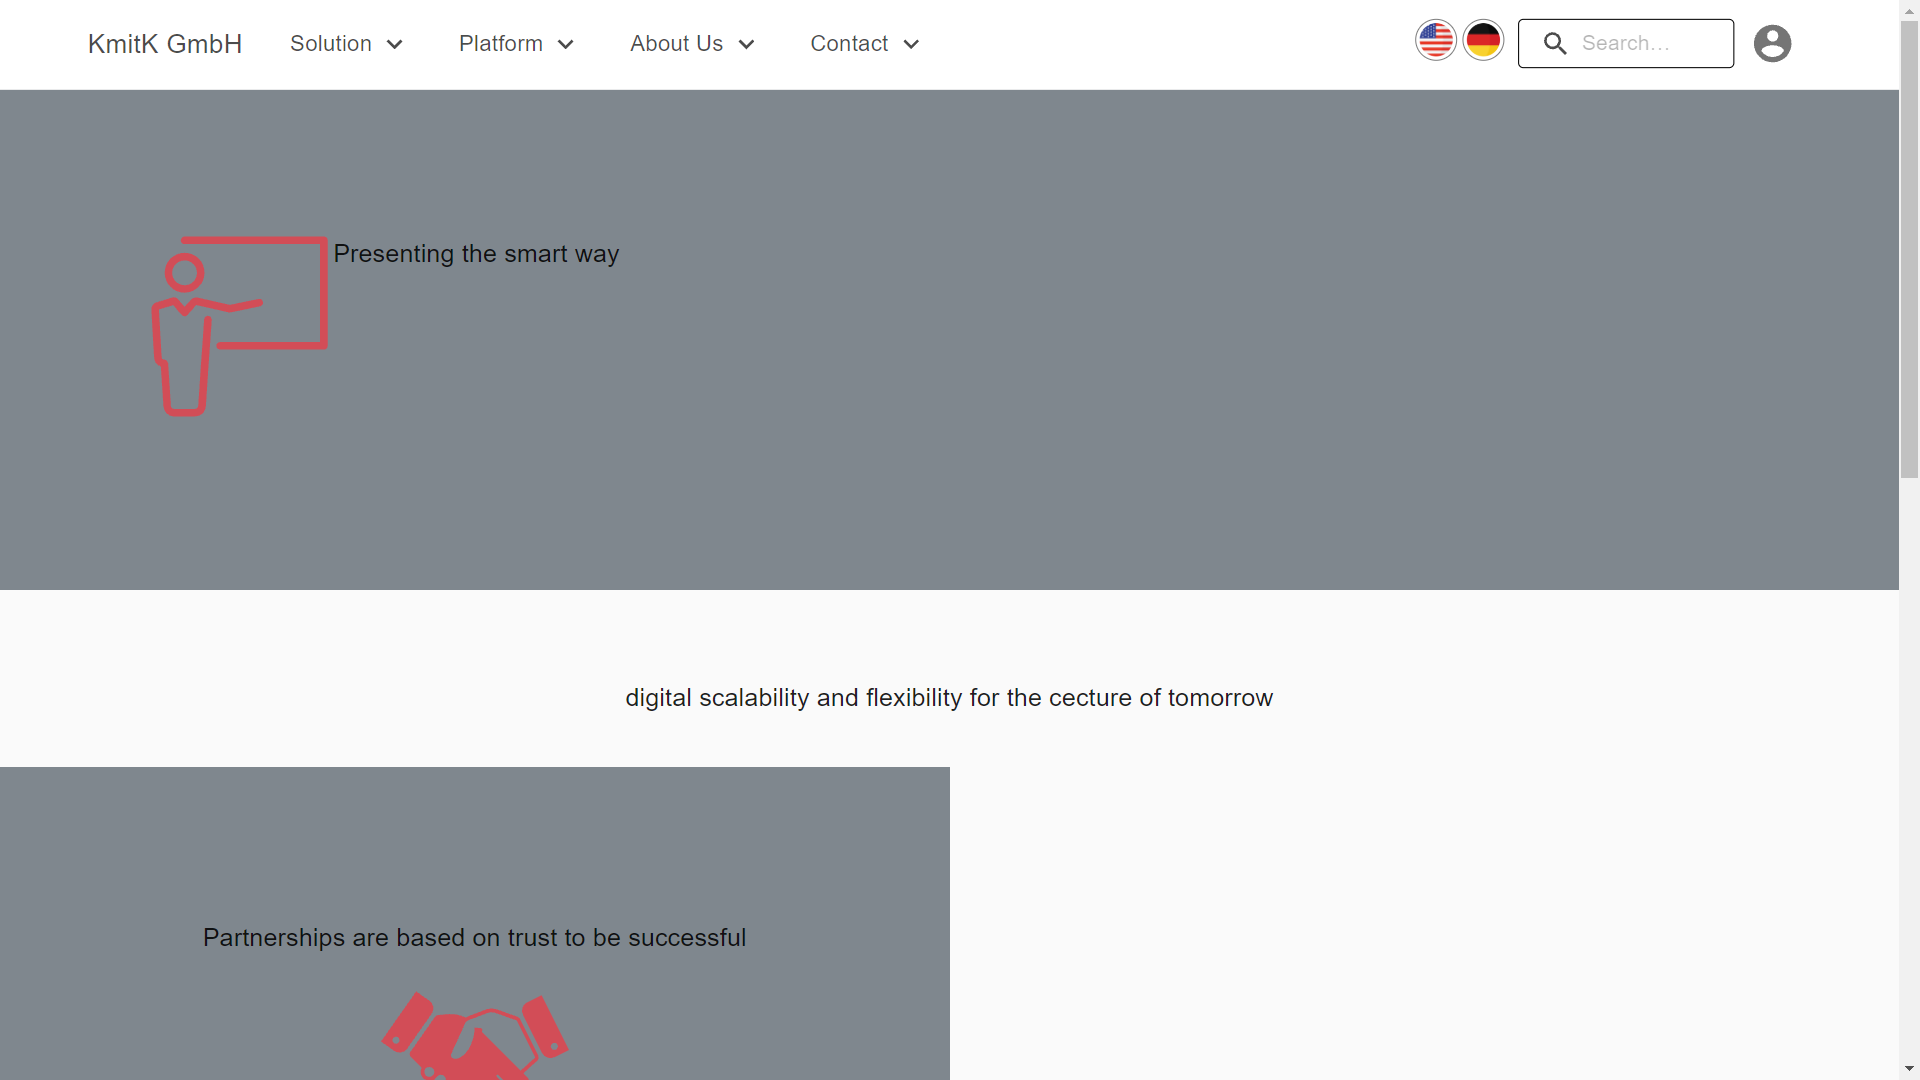 KmitK GmbH Solution Platform About Us Contact Search...
Presenting the smart way
digital scalability and flexibility for the cecture of tomorrow
Partnerships are based on trust to be successful